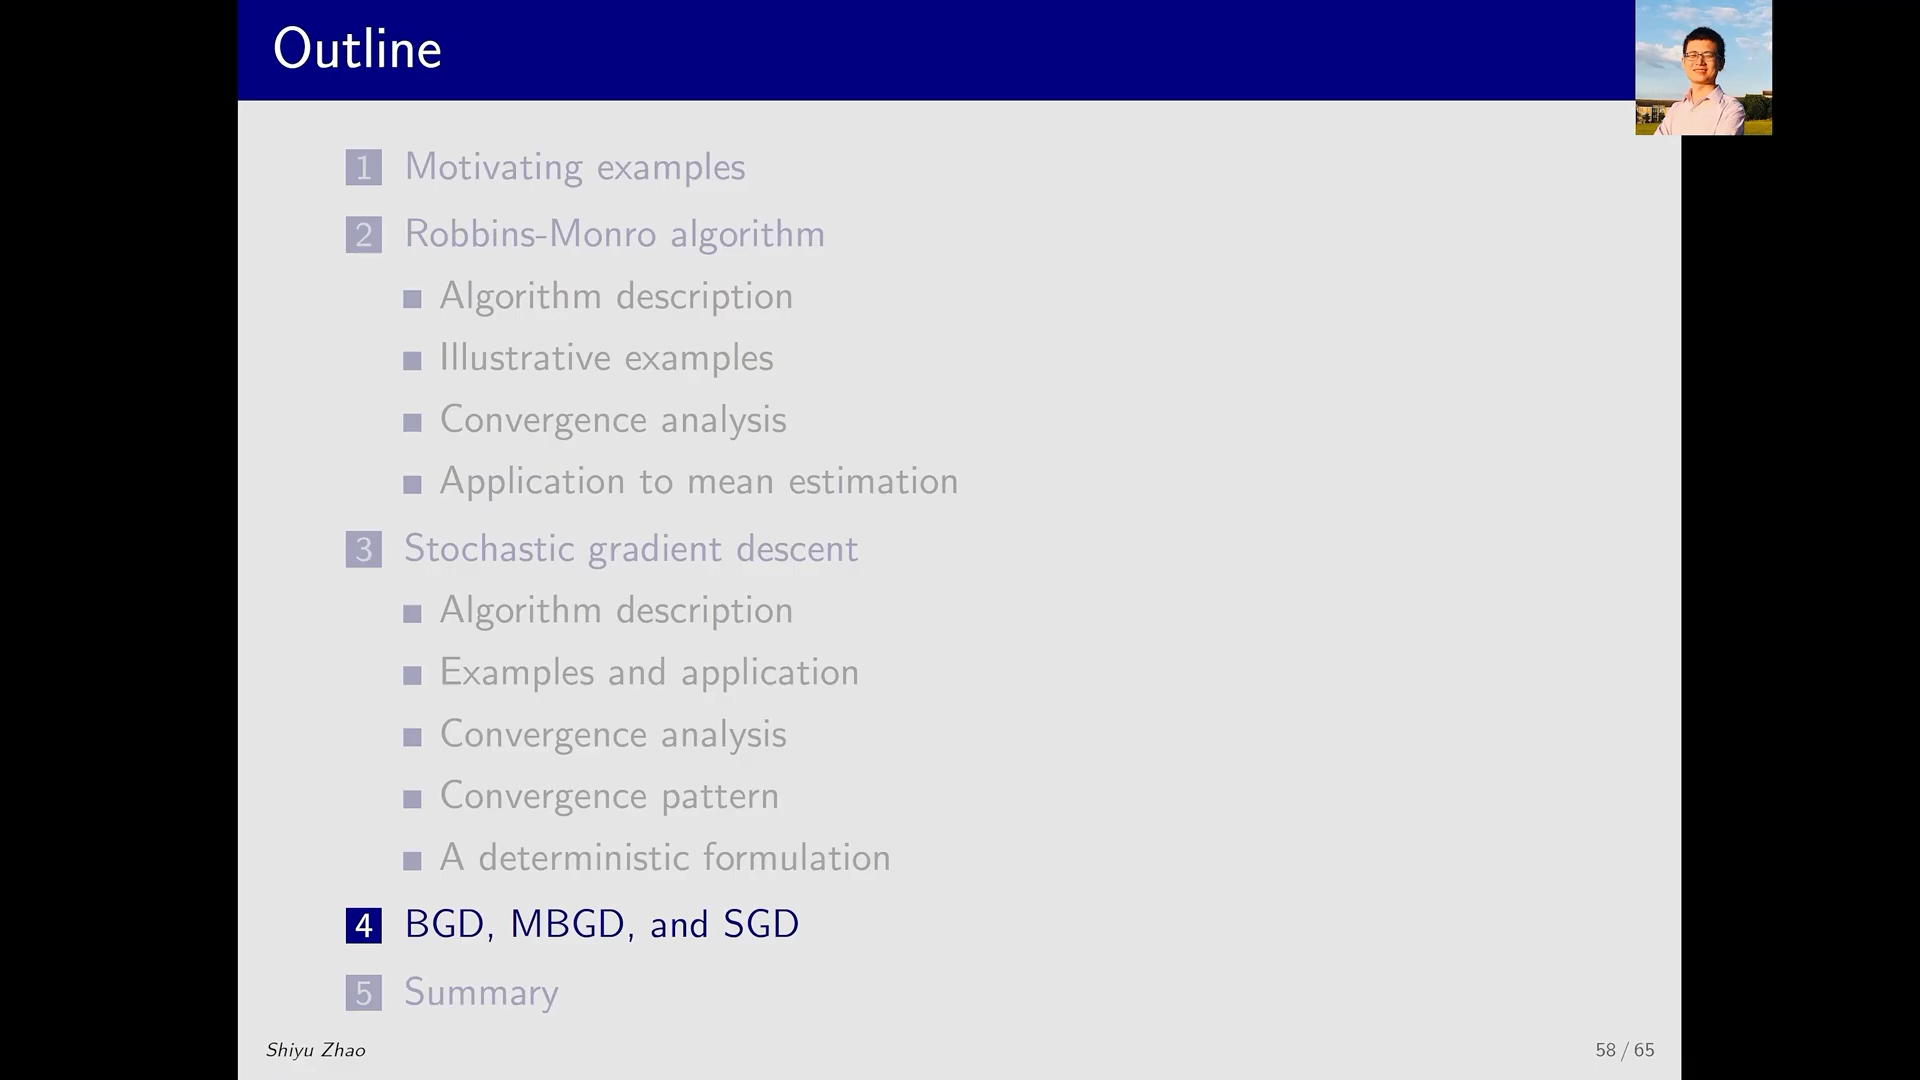 Outline
1 Motivating examples
2 Robbins-Monro algorithm
Algorithm description
Illustrative examples
Convergence analysis
Application to mean estimation
3 Stochastic gradient descent
Algorithm description
Examples and application
Convergence analysis
Convergence pattern
A deterministic formulation
4 BGD, MBGD, and SGD
5 Summary
Shiyu Zhao
58 / 65